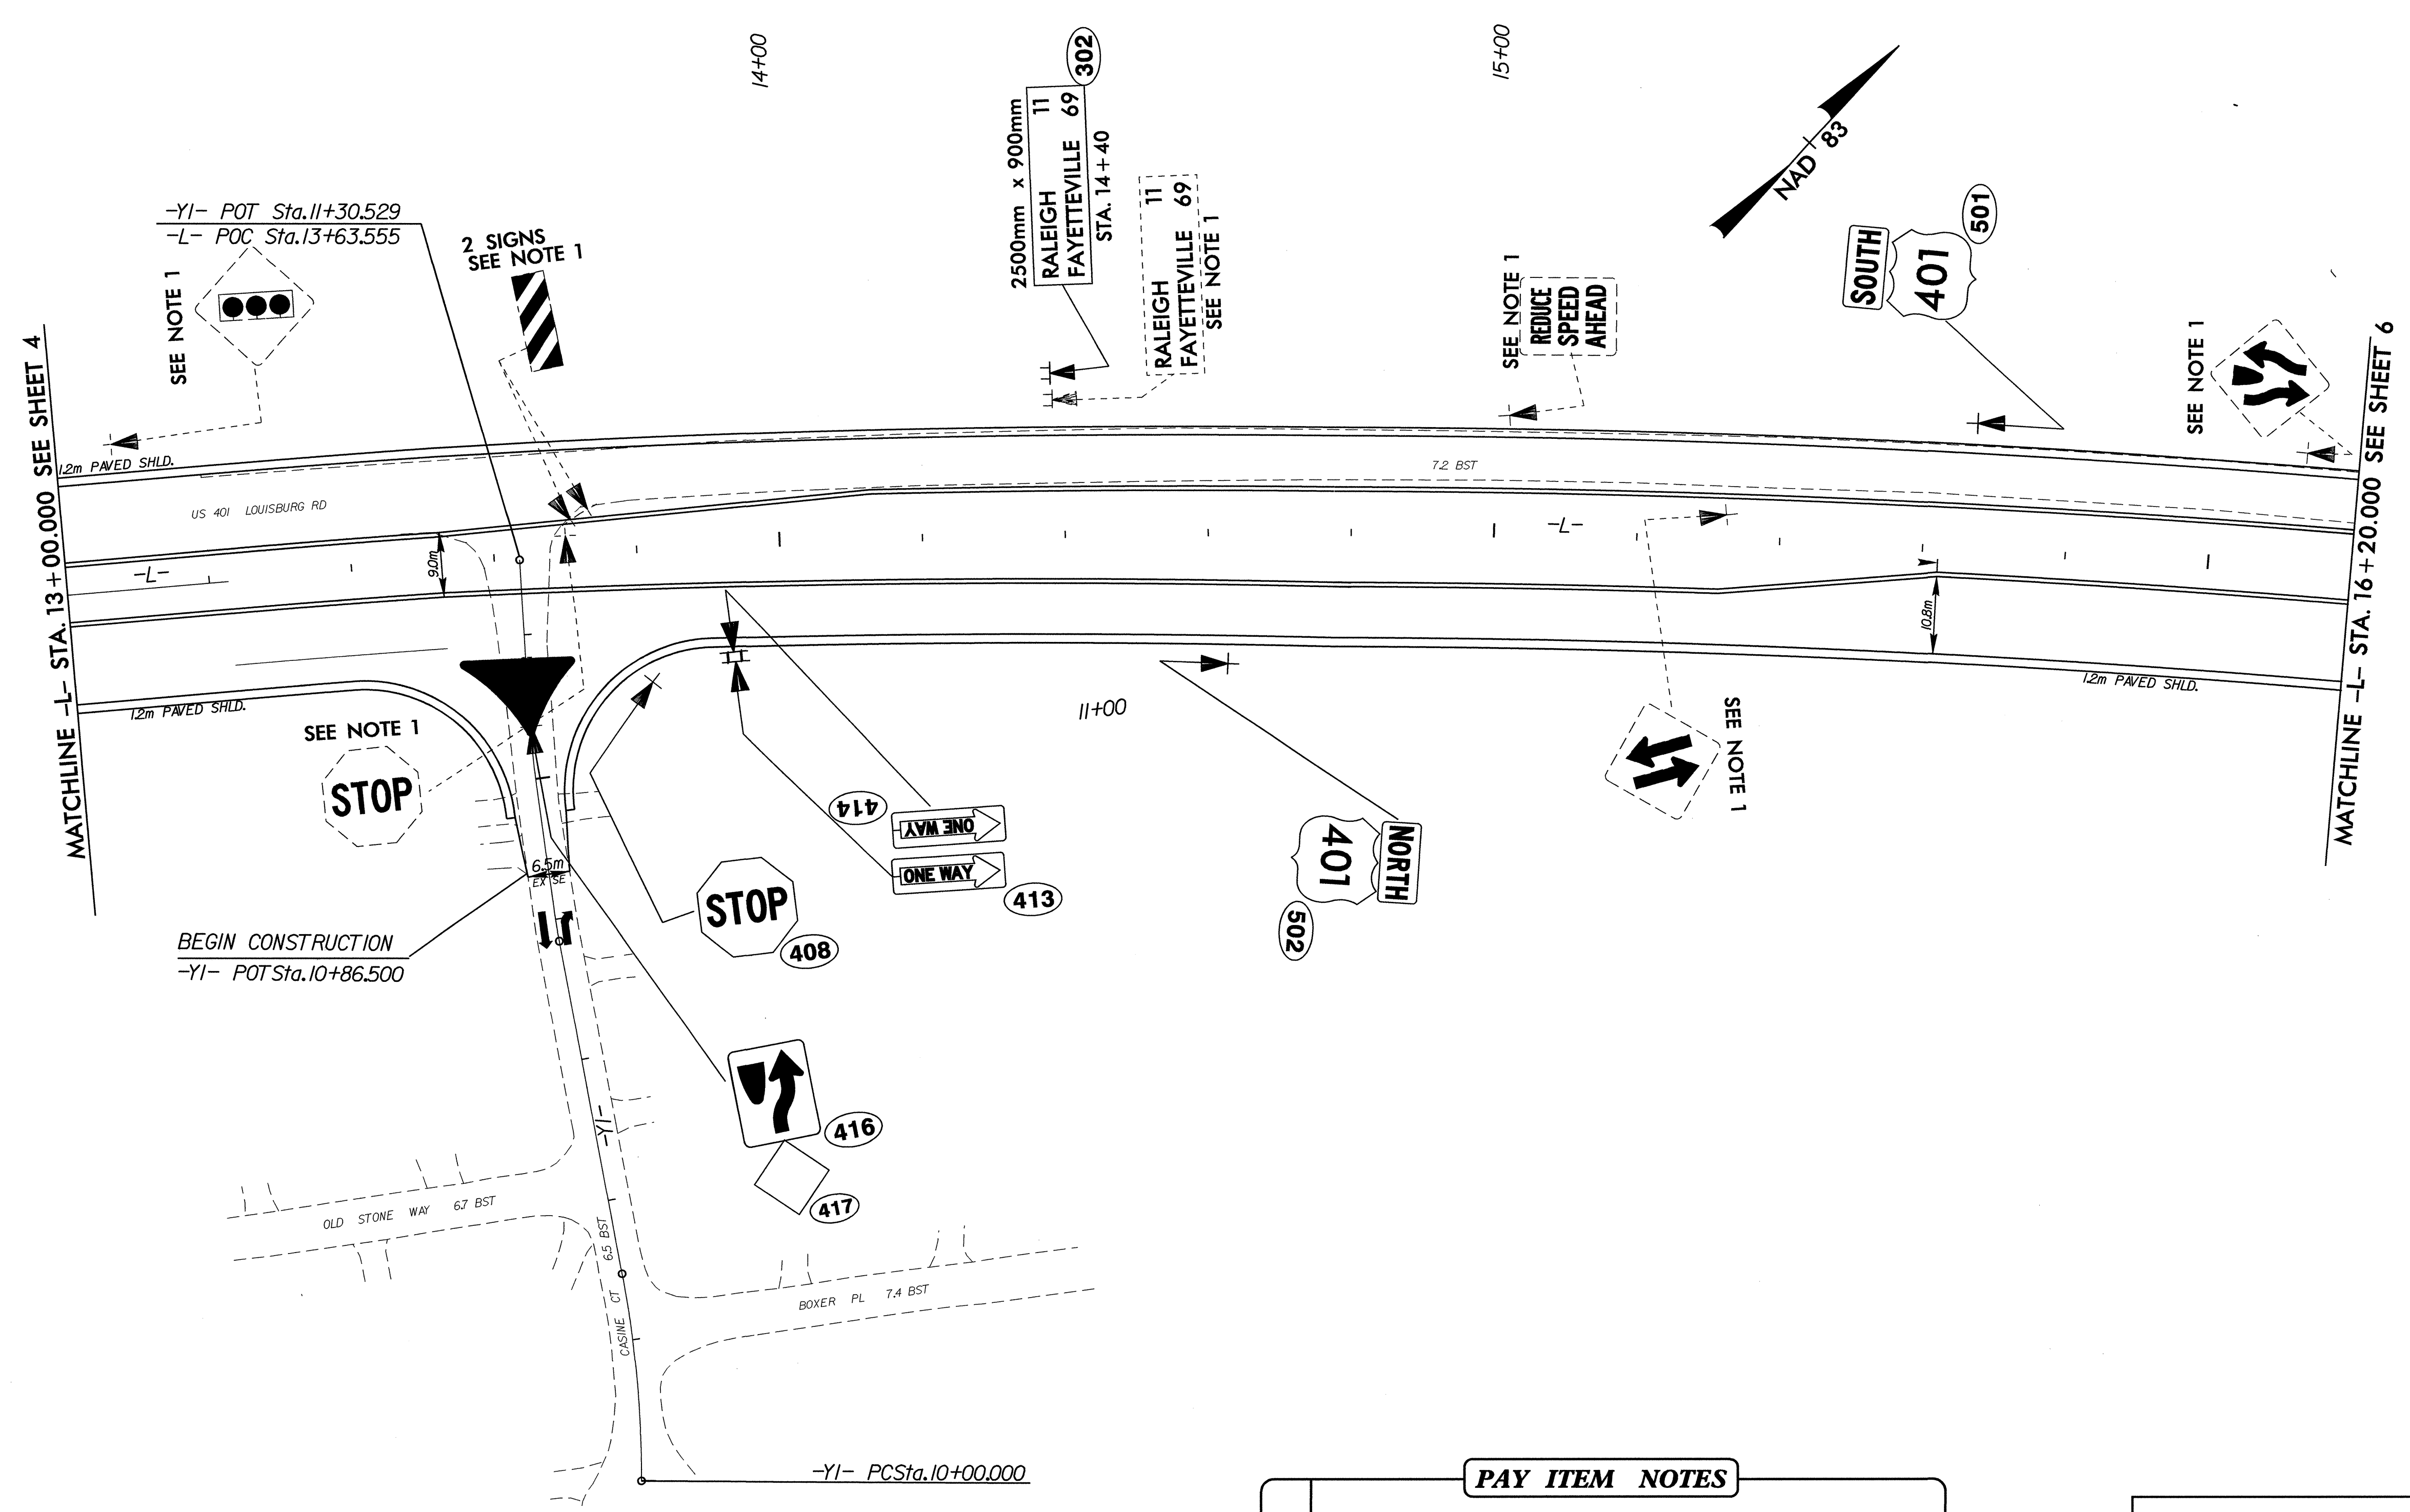 14+00
15+00
302
2500mm x 900mm
RALEIGH 11
FAYETTEVILLE 69
STA. 14+40
RALEIGH 11
FAYETTEVILLE 69
SEE NOTE 1
NAD 83
501
SOUTH
401
-Y1- POT Sta.11+30.529
-L- POC Sta.13+63.555
2 SIGNS
SEE NOTE 1
SEE NOTE 1
SEE NOTE 1
REDUCE
SPEED
AHEAD
SEE NOTE 1
MATCHLINE -L- STA. 13+00.000 SEE SHEET 4
MATCHLINE -L- STA. 16+20.000 SEE SHEET 6
1.2m PAVED SHLD.
7.2 BST
US 401 LOUISBURG RD
-L-
9.0m
-L-
10.8m
1.2m PAVED SHLD.
1.2m PAVED SHLD.
11+00
SEE NOTE 1
STOP
SEE NOTE 1
414
ONE WAY
ONE WAY
413
NORTH
401
502
6.5m
EX SE
STOP
408
BEGIN CONSTRUCTION
-Y1- POTSta.10+86.500
416
417
-Y1-
OLD STONE WAY 6.7 BST
6.5 BST
CASINE CT
BOXER PL 7.4 BST
-Y1- PCSta.10+00.000
PAY ITEM NOTES